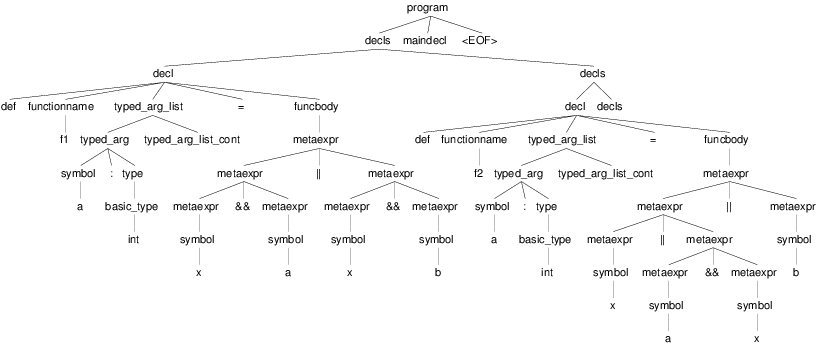 program
decls maindecl <EOF>
decl decls
def functionname typed_arg_list = funcbody decl decls
f1 typed_arg typed_arg_list_cont metaexpr def functionname typed_arg_list = funcbody
symbol : type metaexpr || metaexpr f2 typed_arg typed_arg_list_cont metaexpr
a basic_type metaexpr && metaexpr metaexpr && metaexpr symbol : type metaexpr || metaexpr
int symbol symbol symbol symbol a basic_type metaexpr || metaexpr symbol
x a x b int symbol metaexpr && metaexpr b
x symbol symbol
a x